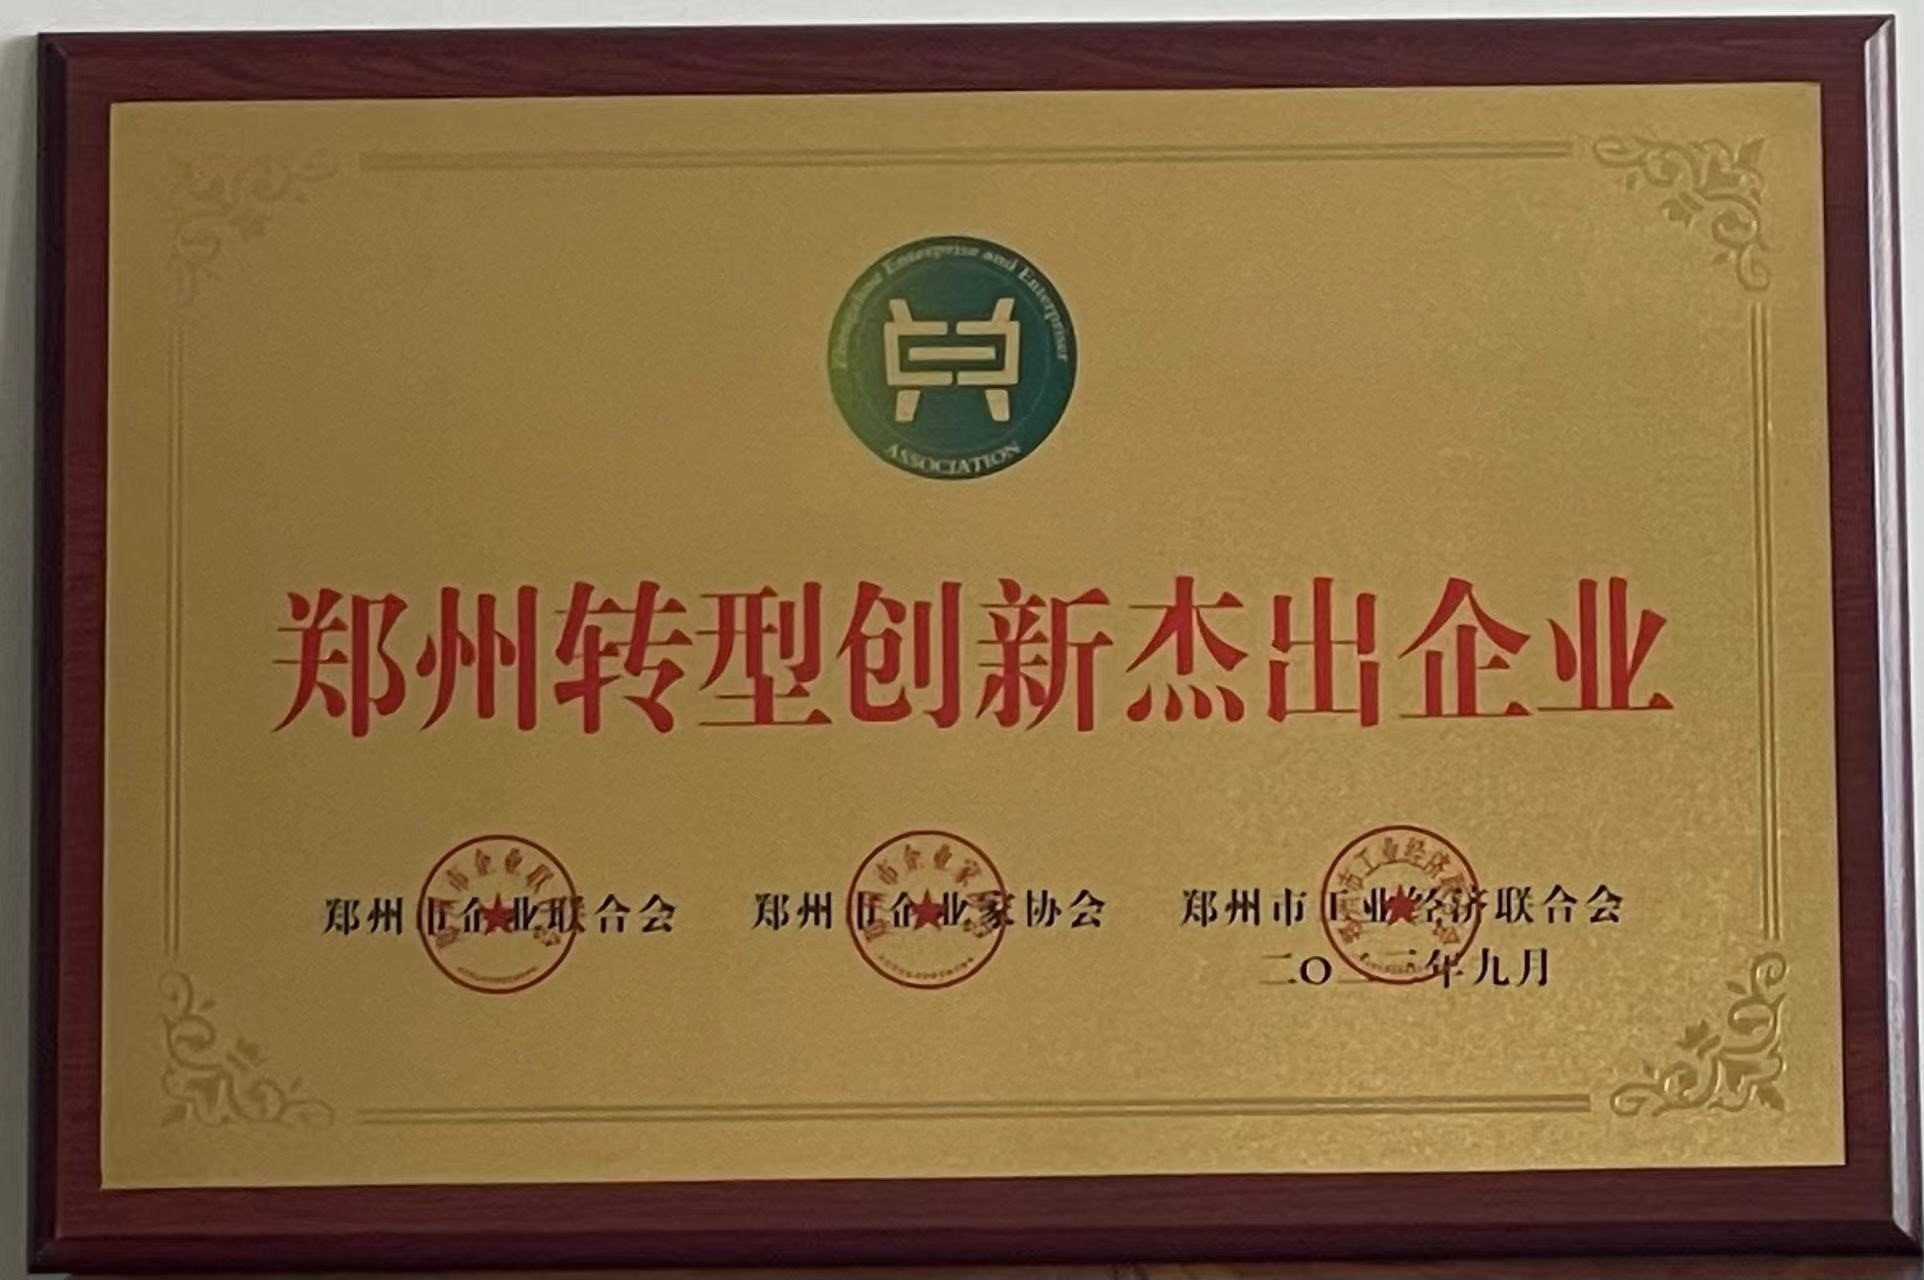 Zhengzhou Enterprise and Enterpriser
ASSOCIATION
郑州转型创新杰出企业
郑州市企业联合会 郑州市企业家协会 郑州市工业经济联合会
年九月